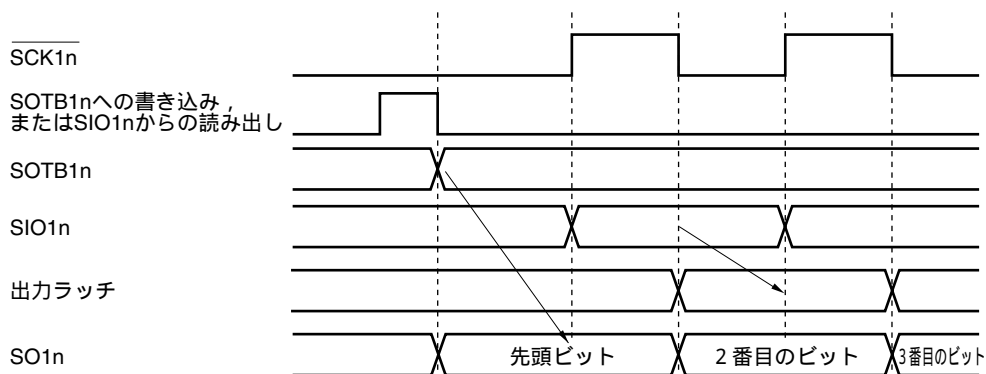 SCK1n
SOTB1nへの書き込み，
またはSIO1nからの読み出し
SOTB1n
SIO1n
出力ラッチ
SO1n
先頭ビット
2番目のビット
3番目のビット